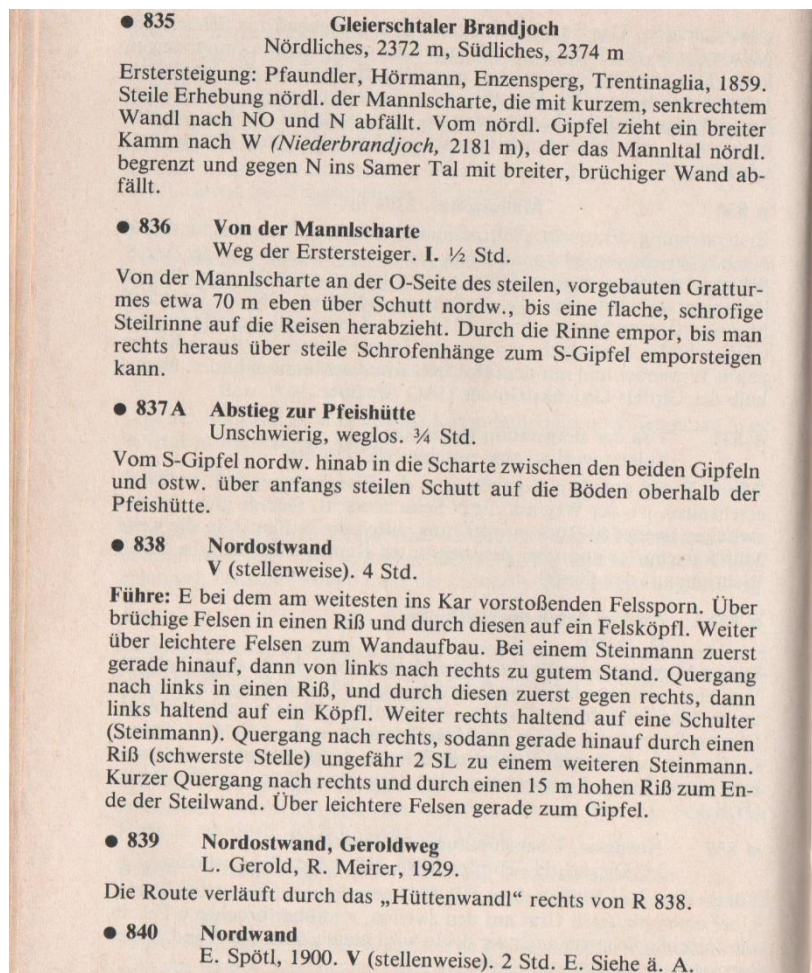 ● 835 Gleierschtaler Brandjoch
Nördliches, 2372 m, Südliches, 2374 m
Erstersteigung: Pfaundler, Hörmann, Enzensperg, Trentinaglia, 1859.
Steile Erhebung nördl. der Mannlscharte, die mit kurzem, senkrechtem
Wandl nach NO und N abfällt. Vom nördl. Gipfel zieht ein breiter
Kamm nach W (Niederbrandjoch, 2181 m), der das Mannltal nördl.
begrenzt und gegen N ins Samer Tal mit breiter, brüchiger Wand ab-
fällt.
● 836 Von der Mannlscharte
Weg der Erstersteiger. I. ½ Std.
Von der Mannlscharte an der O-Seite des steilen, vorgebauten Grattur-
mes etwa 70 m eben über Schutt nordw., bis eine flache, schrofige
Steilrinne auf die Reisen herabzieht. Durch die Rinne empor, bis man
rechts heraus über steile Schrofenhänge zum S-Gipfel emporsteigen
kann.
● 837 A Abstieg zur Pfeishütte
Unschwierig, weglos. ¾ Std.
Vom S-Gipfel nordw. hinab in die Scharte zwischen den beiden Gipfeln
und ostw. über anfangs steilen Schutt auf die Böden oberhalb der
Pfeishütte.
● 838 Nordostwand
V (stellenweise). 4 Std.
Führe: E bei dem am weitesten ins Kar vorstoßenden Felssporn. Über
brüchige Felsen in einen Riß und durch diesen auf ein Felsköpfl. Weiter
über leichtere Felsen zum Wandaufbau. Bei einem Steinmann zuerst
gerade hinauf, dann von links nach rechts zu gutem Stand. Quergang
nach links in einen Riß, und durch diesen zuerst gegen rechts, dann
links haltend auf ein Köpfl. Weiter rechts haltend auf eine Schulter
(Steinmann). Quergang nach rechts, sodann gerade hinauf durch einen
Riß (schwerste Stelle) ungefähr 2 SL zu einem weiteren Steinmann.
Kurzer Quergang nach rechts und durch einen 15 m hohen Riß zum En-
de der Steilwand. Über leichtere Felsen gerade zum Gipfel.
● 839 Nordostwand, Geroldweg
L. Gerold, R. Meirer, 1929.
Die Route verläuft durch das „Hüttenwandl“ rechts von R 838.
● 840 Nordwand
E. Spötl, 1900. V (stellenweise). 2 Std. E. Siehe ä. A.